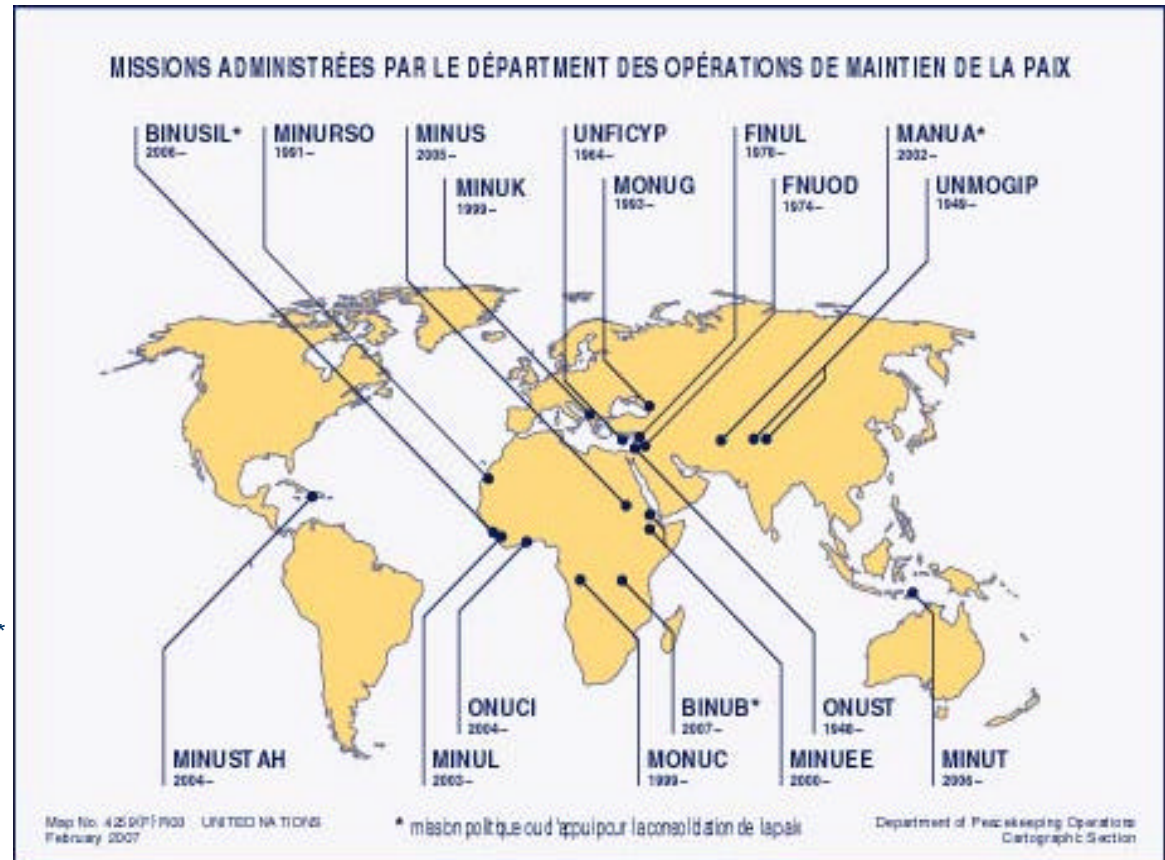 MISSIONS ADMINISTRÉES PAR LE DÉPARTMENT DES OPÉRATIONS DE MAINTIEN DE LA PAIX
BINUSIL* MINURSO MINUS UNFICYP FINUL MANUA*
2006– 1991– 2005– 1964– 1978– 2002–
MINUK MONUG FNUOD UNMOGIP
1999– 1993– 1974– 1949–
*
ONUCI BINUB* ONUST
2004– 2007– 1948–
MINUSTAH MINUL MONUC MINUEE MINUT
2004– 2003– 1999– 2000– 2006–
Map No. UNITED NATIONS
February 2007
* mission politique ou d'appui pour la consolidation de la paix
Department of Peacekeeping Operations
Cartographic Section